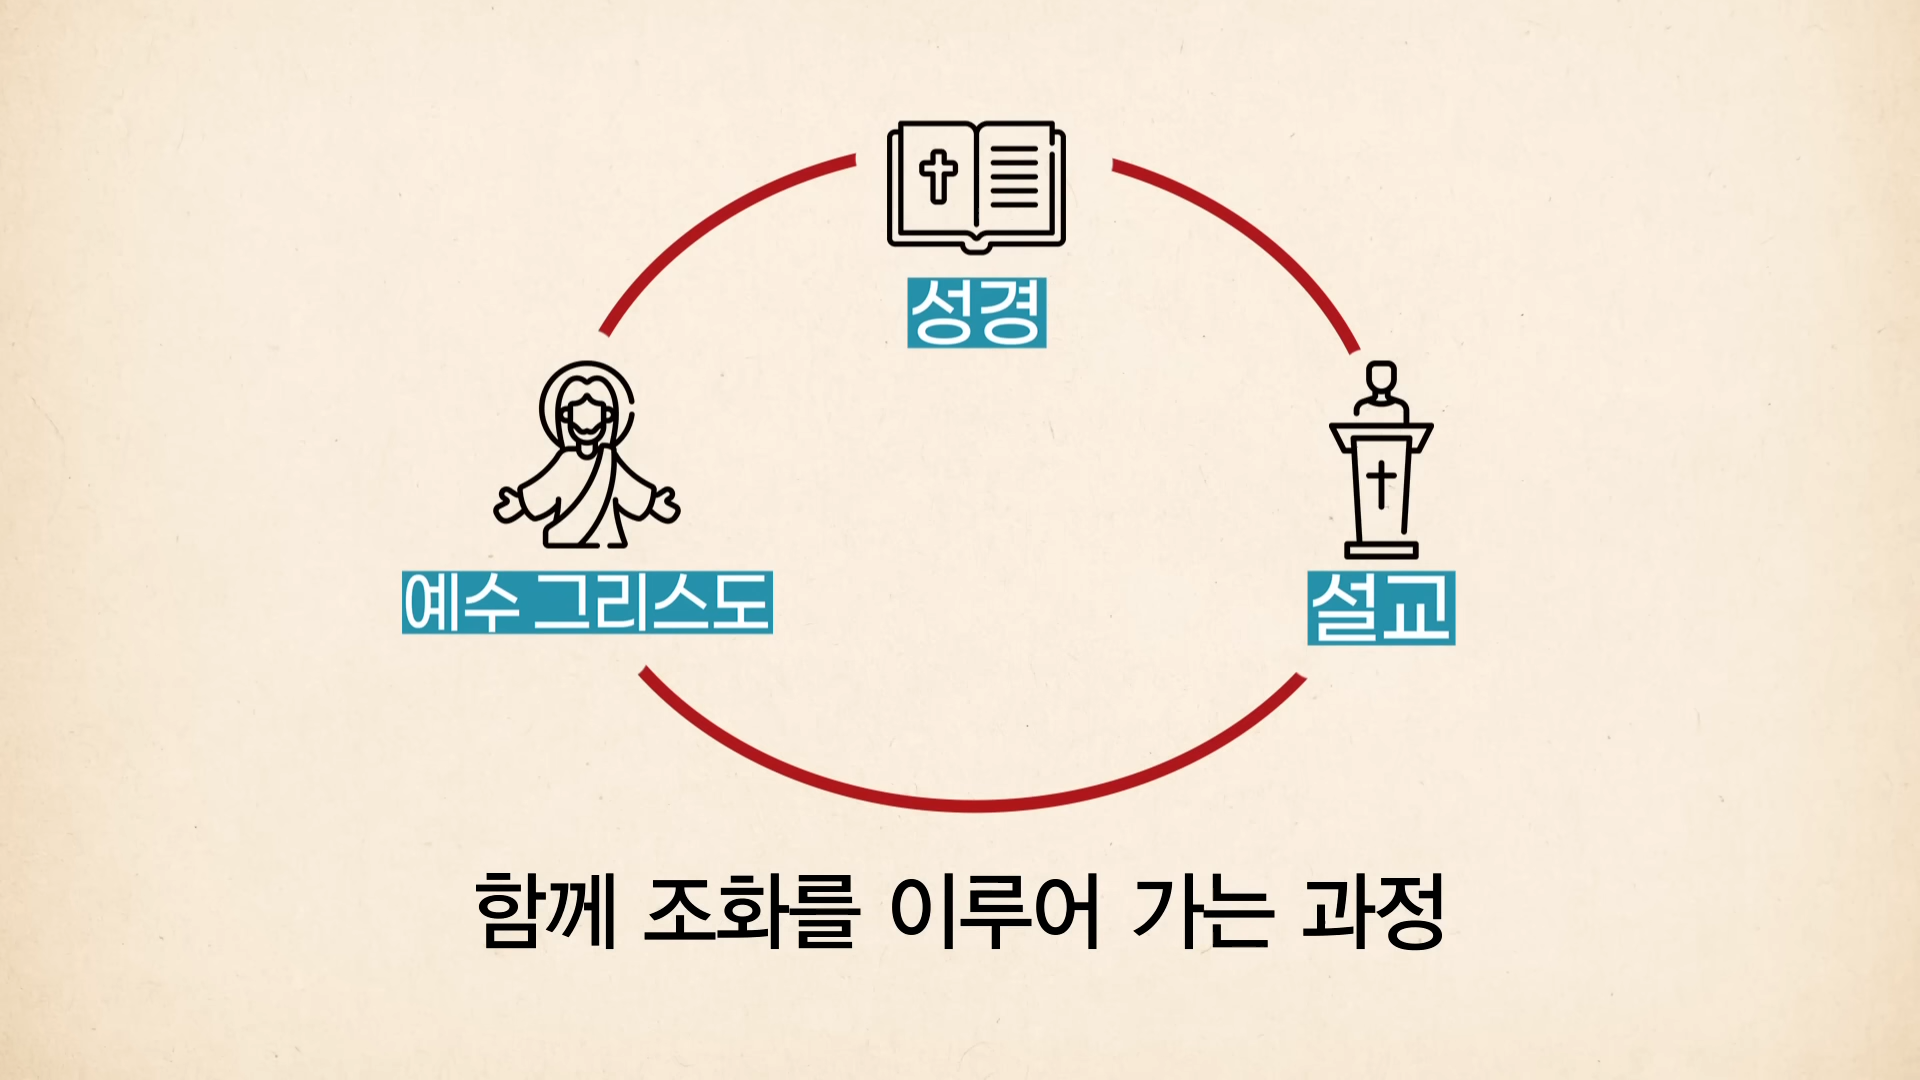 성경
예수 그리스도
설교
함께 조화를 이루어 가는 과정